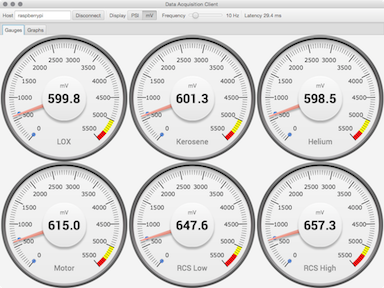 Data Acquisition Client
Host raspberrypi Disconnect Display PSI mV Frequency 10 Hz Latency 29.4 ms
Gauges Graphs
0 500 1000 1500 2000 2500 3000 3500 4000 4500 5000 5500 mV 599.8 LOX
0 500 1000 1500 2000 2500 3000 3500 4000 4500 5000 5500 mV 601.3 Kerosene
0 500 1000 1500 2000 2500 3000 3500 4000 4500 5000 5500 mV 598.5 Helium
0 500 1000 1500 2000 2500 3000 3500 4000 4500 5000 5500 mV 615.0 Motor
0 500 1000 1500 2000 2500 3000 3500 4000 4500 5000 5500 mV 647.6 RCS Low
0 500 1000 1500 2000 2500 3000 3500 4000 4500 5000 5500 mV 657.3 RCS High